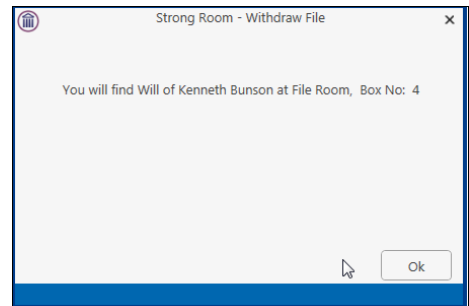 Strong Room - Withdraw File
You will find Will of Kenneth Bunson at File Room,  Box No:  4
Ok